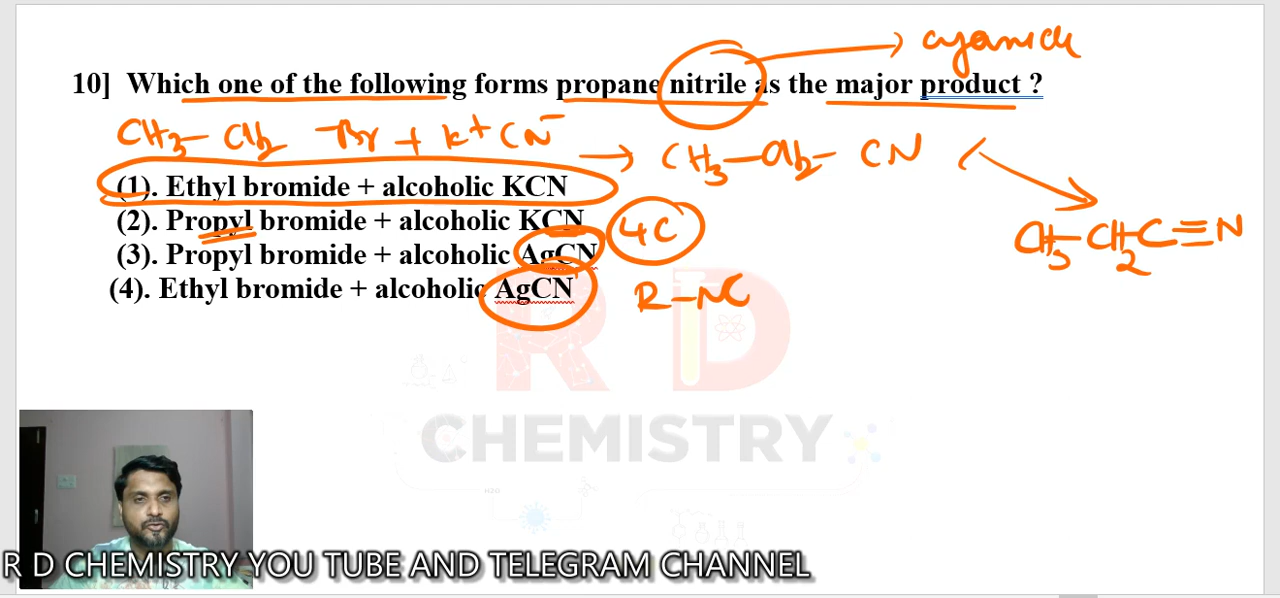 cyanide
10] Which one of the following forms propane nitrile as the major product ?
CH3- CH2 Br + K+ CN- → CH3-CH2- CN
(1). Ethyl bromide + alcoholic KCN
(2). Propyl bromide + alcoholic KCN
4C
CH3-CH2-C≡N
(3). Propyl bromide + alcoholic AgCN
(4). Ethyl bromide + alcoholic AgCN
R-NC
R D
CHEMISTRY
H2O
R D CHEMISTRY YOU TUBE AND TELEGRAM CHANNEL